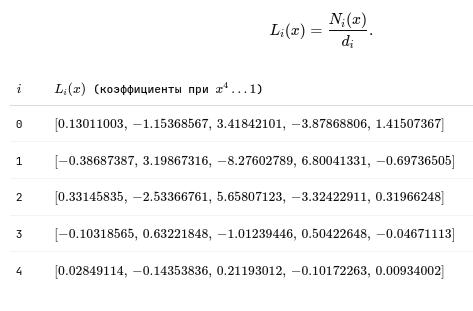 L_i(x) = N_i(x) / d_i.
i L_i(x) (коэффициенты при x^4...1)
0 [0.13011003, −1.15368567, 3.41842101, −3.87868806, 1.41507367]
1 [−0.38687387, 3.19867316, −8.27602789, 6.80041331, −0.69736505]
2 [0.33145835, −2.53366761, 5.65807123, −3.32422911, 0.31966248]
3 [−0.10318565, 0.63221848, −1.01239446, 0.50422648, −0.04671113]
4 [0.02849114, −0.14353836, 0.21193012, −0.10172263, 0.00934002]